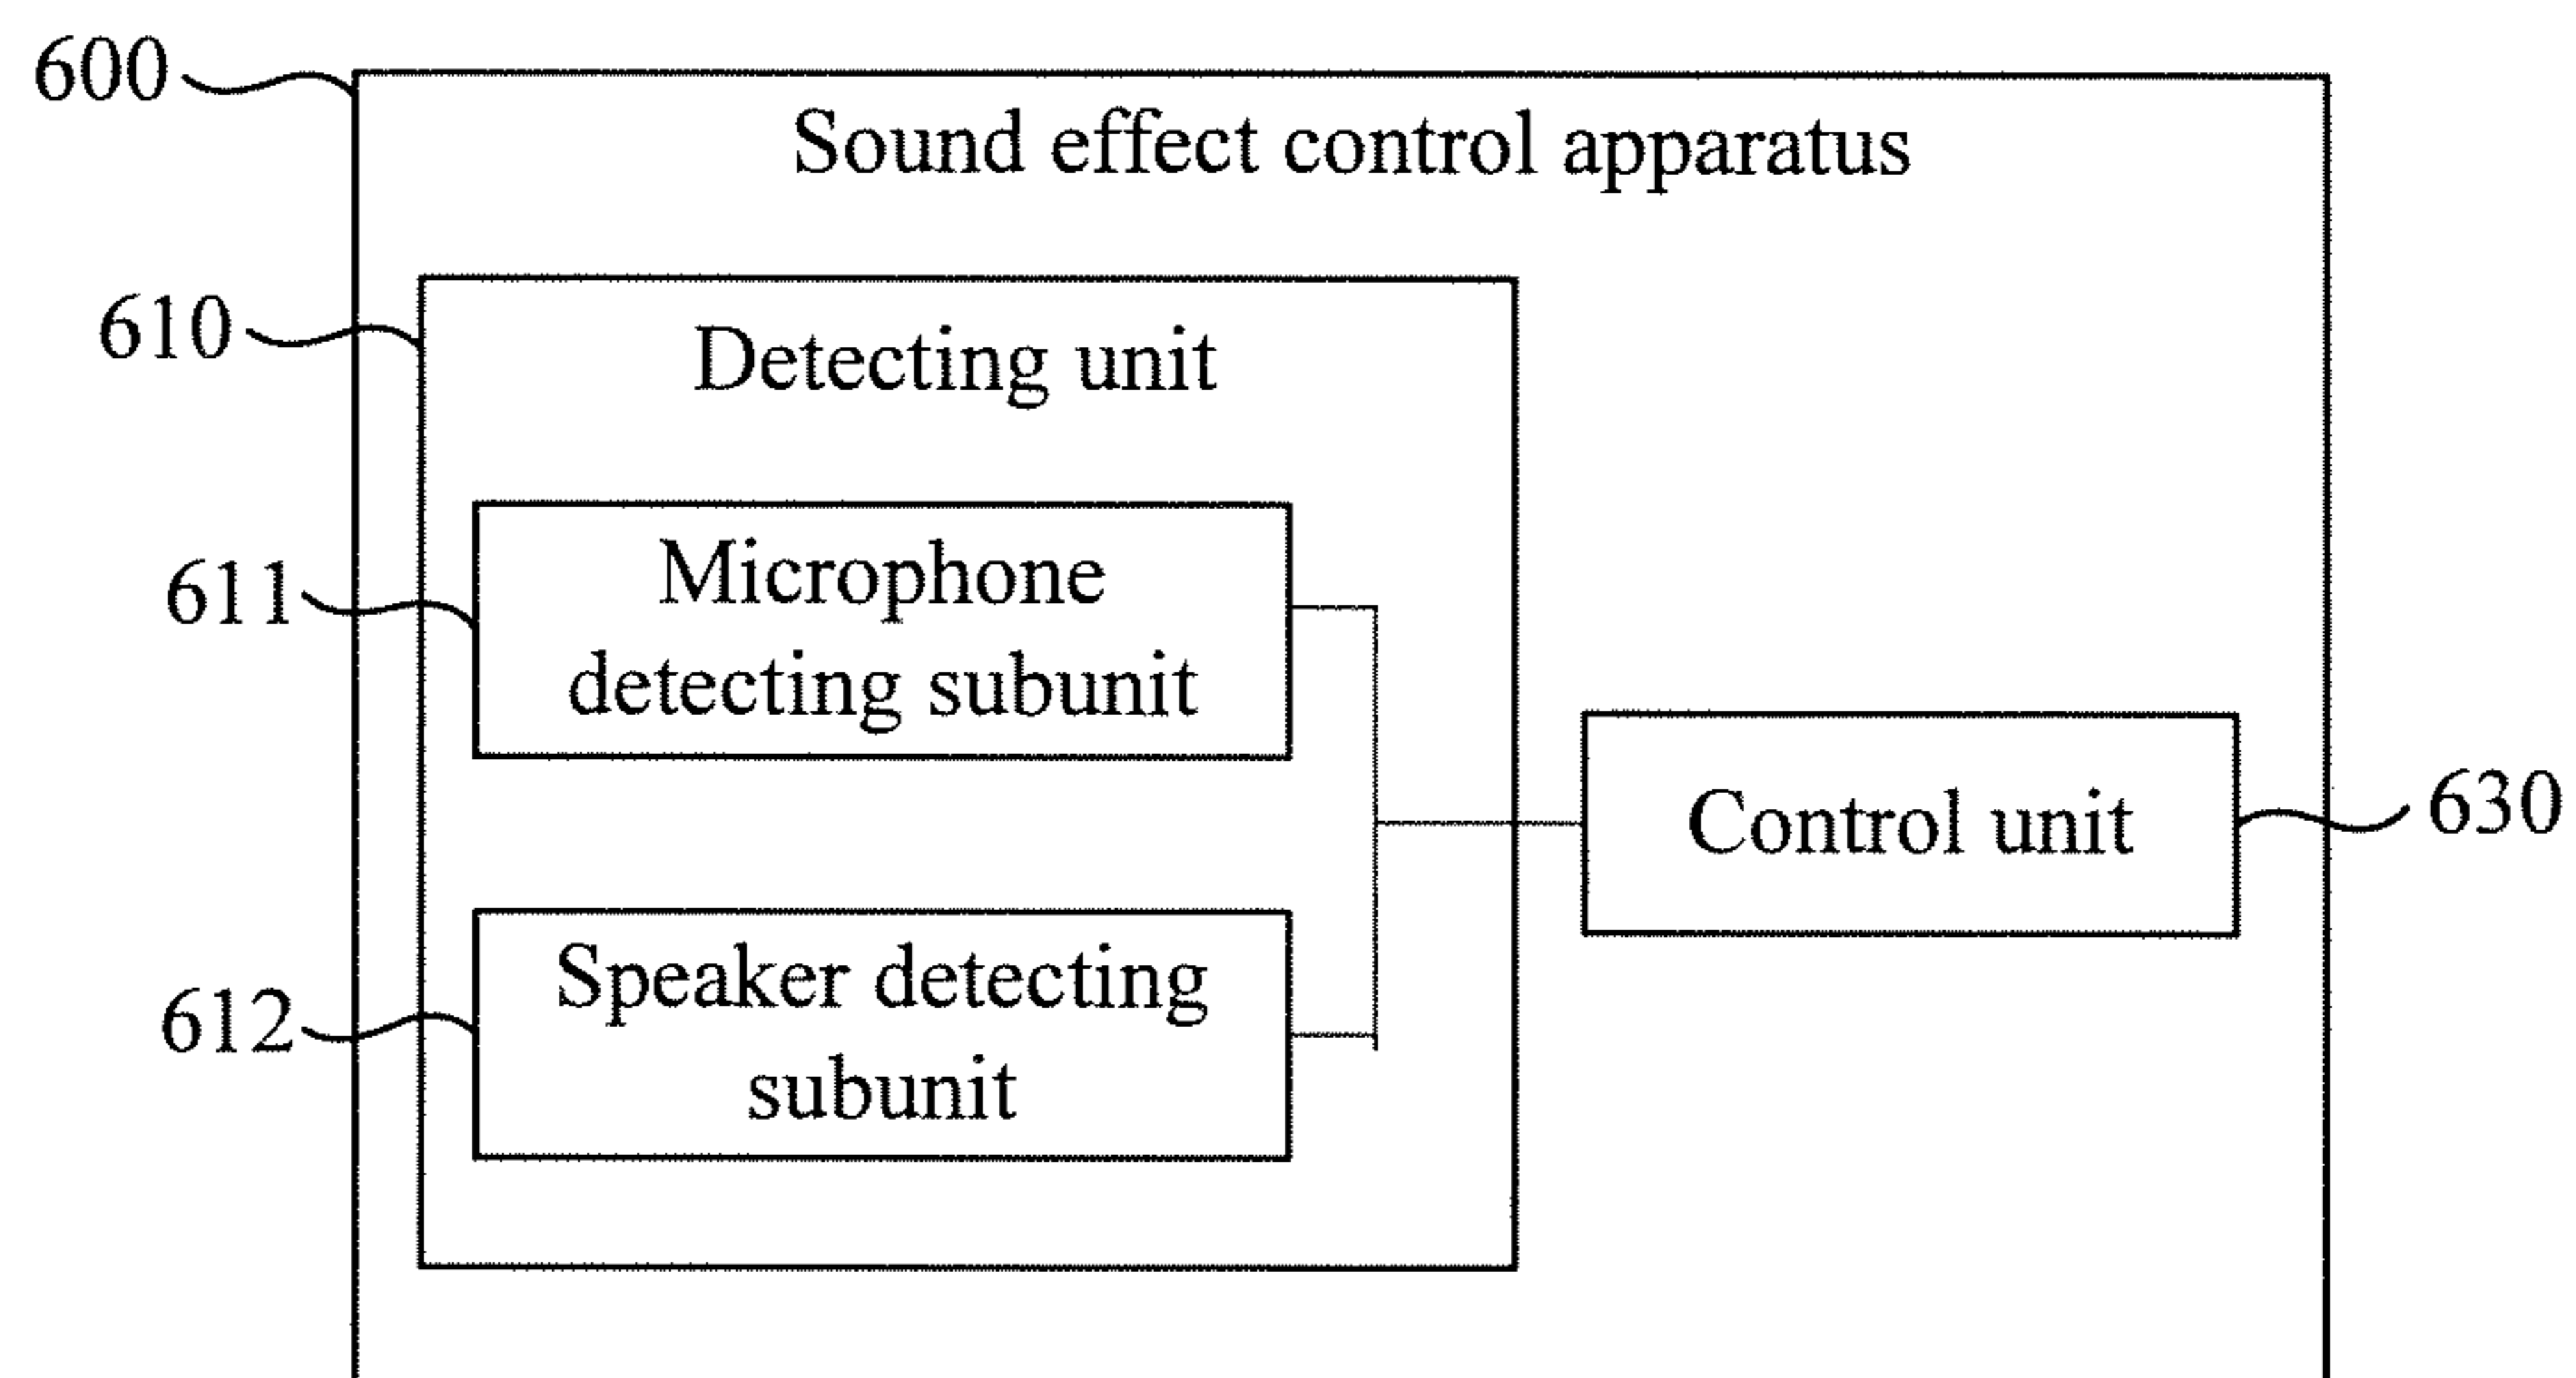 600
Sound effect control apparatus
610
Detecting unit
611
Microphone
detecting subunit
Control unit
630
612
Speaker detecting
subunit